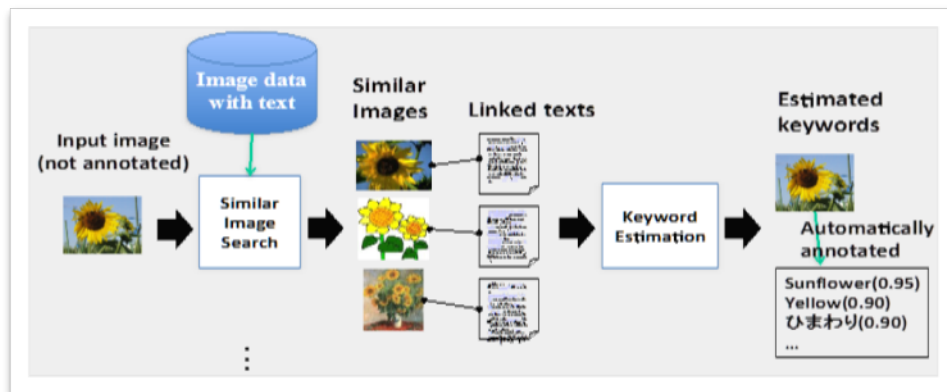 Image data
with text
Input image
(not annotated)
Similar
Image
Search
Similar
Images
Linked texts
Keyword
Estimation
Estimated
keywords
Automatically
annotated
Sunflower(0.95)
Yellow(0.90)
ひまわり(0.90)
...